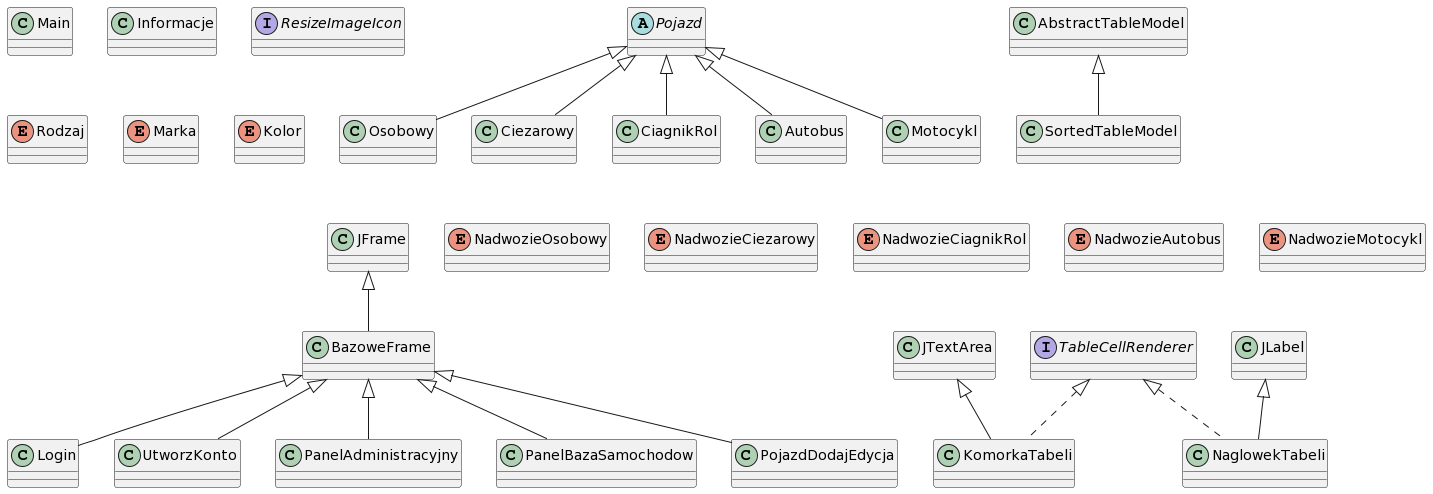 C Main
C Informacje
I ResizeImageIcon
A Pojazd
C AbstractTableModel
E Rodzaj
E Marka
E Kolor
C Osobowy
C Ciezarowy
C CiagnikRol
C Autobus
C Motocykl
C SortedTableModel
C JFrame
E NadwozieOsobowy
E NadwozieCiezarowy
E NadwozieCiagnikRol
E NadwozieAutobus
E NadwozieMotocykl
C BazoweFrame
C JTextArea
I TableCellRenderer
C JLabel
C Login
C UtworzKonto
C PanelAdministracyjny
C PanelBazaSamochodow
C PojazdDodajEdycja
C KomorkaTabeli
C NaglowekTabeli